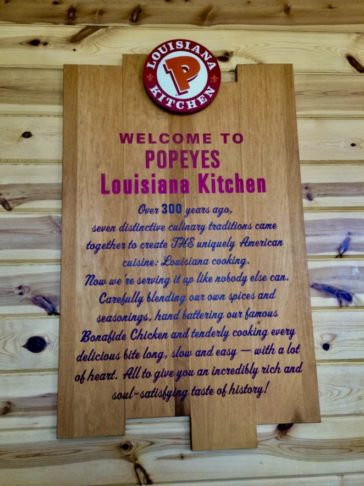 LOUISIANA
P
KITCHEN
WELCOME TO
POPEYES
Louisiana Kitchen
Over 300 years ago,
seven distinctive culinary traditions came
together to create THE uniquely American
cuisine: Louisiana cooking.
Now we're serving it up like nobody else can.
Carefully blending our own spices and
seasonings, hand battering our famous
Bonafide Chicken and tenderly cooking every
delicious bite long, slow and easy — with a lot
of heart. All to give you an incredibly rich and
soul-satisfying taste of history!